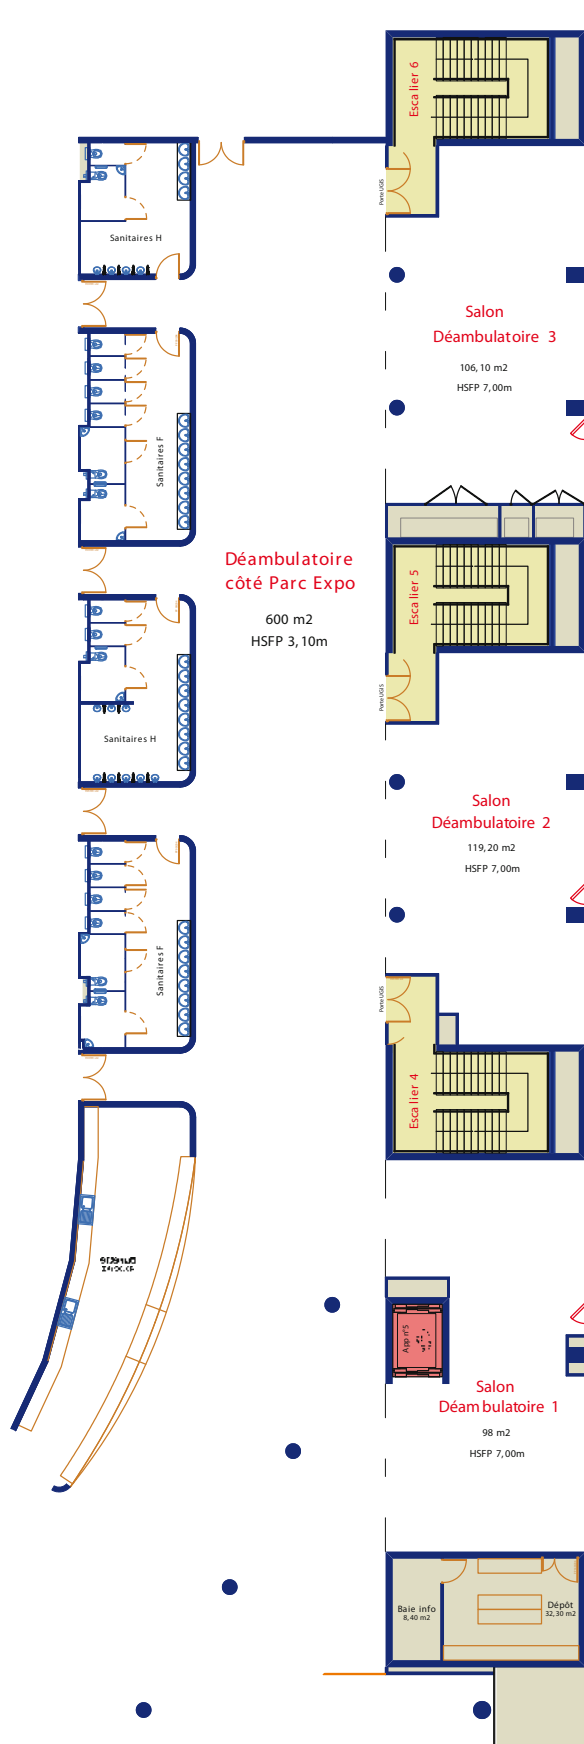 Escalier 6
Porte UGIS
Sanitaires H
Salon
Déambulatoire 3
106,10 m2
HSFP 7,00m
Sanitaires F
Déambulatoire
côté Parc Expo
600 m2
HSFP 3,10m
Escalier 5
Porte UGIS
Sanitaires H
Salon
Déambulatoire 2
119,20 m2
HSFP 7,00m
Sanitaires F
Porte UGIS
Escalier 4
App n°5
Salon
Déambulatoire 1
98 m2
HSFP 7,00m
Baie info
8,40 m2
Dépôt
32,30 m2